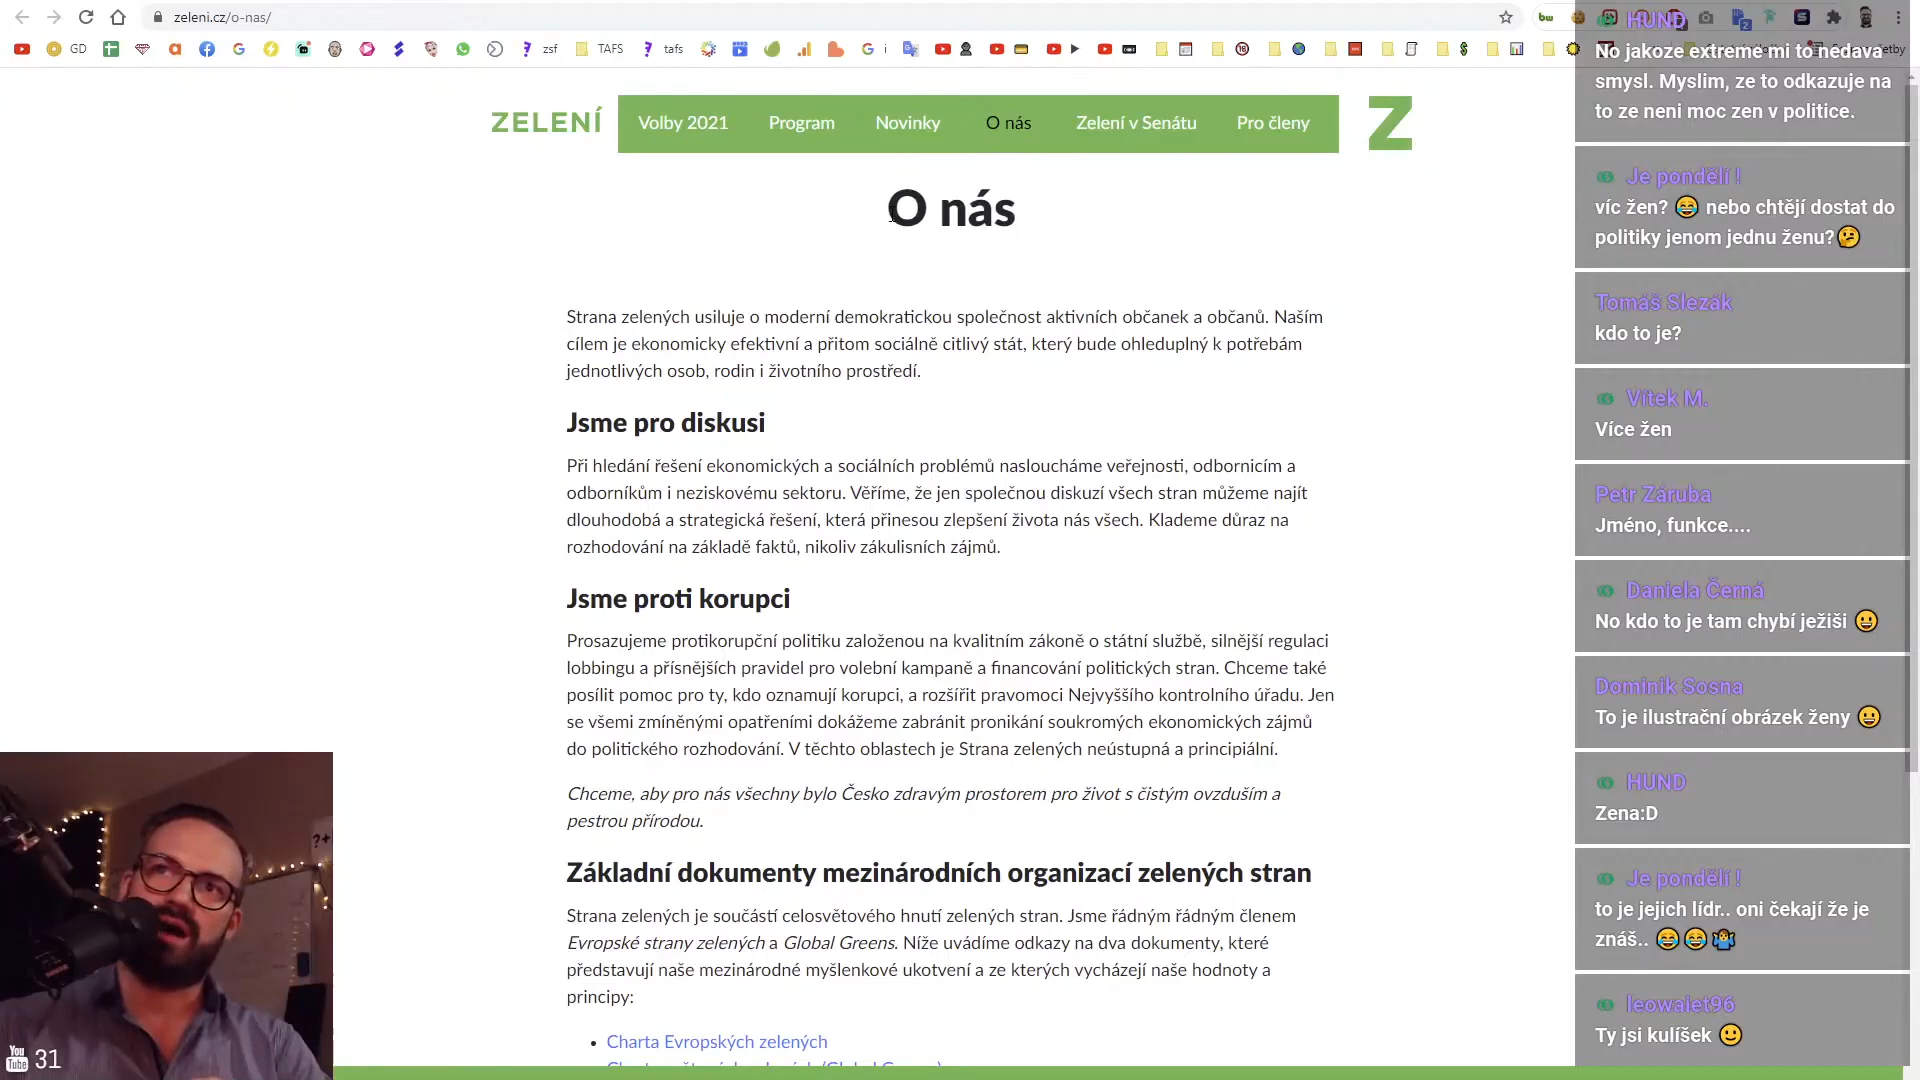 zeleni.cz/o-nas/
GD
zsf
TAFS
tafs
i
ZELENÍ
Volby 2021
Program
Novinky
O nás
Zelení v Senátu
Pro členy
Z
O nás
Strana zelených usiluje o moderní demokratickou společnost aktivních občanek a občanů. Naším
cílem je ekonomicky efektivní a přitom sociálně citlivý stát, který bude ohleduplný k potřebám
jednotlivých osob, rodin i životního prostředí.
Jsme pro diskusi
Při hledání řešení ekonomických a sociálních problémů nasloucháme veřejnosti, odbornicím a
odborníkům i neziskovému sektoru. Věříme, že jen společnou diskuzí všech stran můžeme najít
dlouhodobá a strategická řešení, která přinesou zlepšení života nás všech. Klademe důraz na
rozhodování na základě faktů, nikoliv zákulisních zájmů.
Jsme proti korupci
Prosazujeme protikorupční politiku založenou na kvalitním zákoně o státní službě, silnější regulaci
lobbingu a přísnějších pravidel pro volební kampaně a financování politických stran. Chceme také
posílit pomoc pro ty, kdo oznamují korupci, a rozšířit pravomoci Nejvyššího kontrolního úřadu. Jen
se všemi zmíněnými opatřeními dokážeme zabránit pronikání soukromých ekonomických zájmů
do politického rozhodování. V těchto oblastech je Strana zelených neústupná a principiální.
Chceme, aby pro nás všechny bylo Česko zdravým prostorem pro život s čistým ovzduším a
pestrou přírodou.
Základní dokumenty mezinárodních organizací zelených stran
Strana zelených je součástí celosvětového hnutí zelených stran. Jsme řádným řádným členem
Evropské strany zelených a Global Greens. Níže uvádíme odkazy na dva dokumenty, které
představují naše mezinárodné myšlenkové ukotvení a ze kterých vycházejí naše hodnoty a
principy:
Charta Evropských zelených
HUND
No jakoze extreme mi to nedava
smysl. Myslim, ze to odkazuje na
to ze neni moc zen v politice.
Je pondělí !
víc žen? 😂 nebo chtějí dostat do
politiky jenom jednu ženu?🤔
Tomáš Slezák
kdo to je?
Vítek M.
Více žen
Petr Záruba
Jméno, funkce....
Daniela Černá
No kdo to je tam chybí ježiši 😀
Dominik Sosna
To je ilustrační obrázek ženy 😀
HUND
Zena:D
Je pondělí !
to je jejich lídr.. oni čekají že je
znáš.. 😂😂🤷
leowaiet96
Ty jsi kulíšek 🙂
You
Tube
31